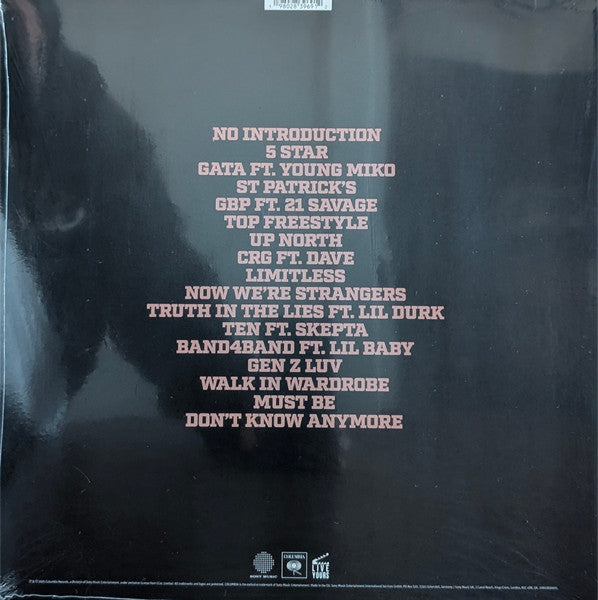 NO INTRODUCTION
5 STAR
GATA FT. YOUNG MIKO
ST PATRICK'S
GBP FT. 21 SAVAGE
TOP FREESTYLE
UP NORTH
CRG FT. DAVE
LIMITLESS
NOW WE'RE STRANGERS
TRUTH IN THE LIES FT. LIL DURK
TEN FT. SKEPTA
BAND4BAND FT. LIL BABY
GEN Z LUV
WALK IN WARDROBE
MUST BE
DON'T KNOW ANYMORE
SONY MUSIC
COLUMBIA
LIVE
YOURS